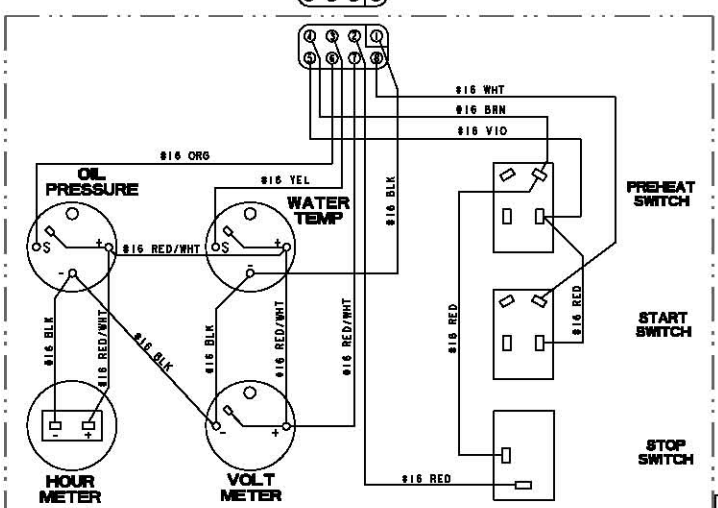 4 3 2 1
5 6 7 8
#16 WHT
#16 BRN
#16 VIO
#16 ORG
#16 YEL
#16 BLK
OIL
PRESSURE
WATER
TEMP
PREHEAT
SWITCH
S + -
#16 RED/WHT
S + -
#16 RED
#16 RED
START
SWITCH
#16 BLK
#16 RED/WHT
#16 BLK
#16 BLK
#16 RED/WHT
#16 RED/WHT
- +
- +
STOP
SWITCH
#16 RED
HOUR
METER
VOLT
METER